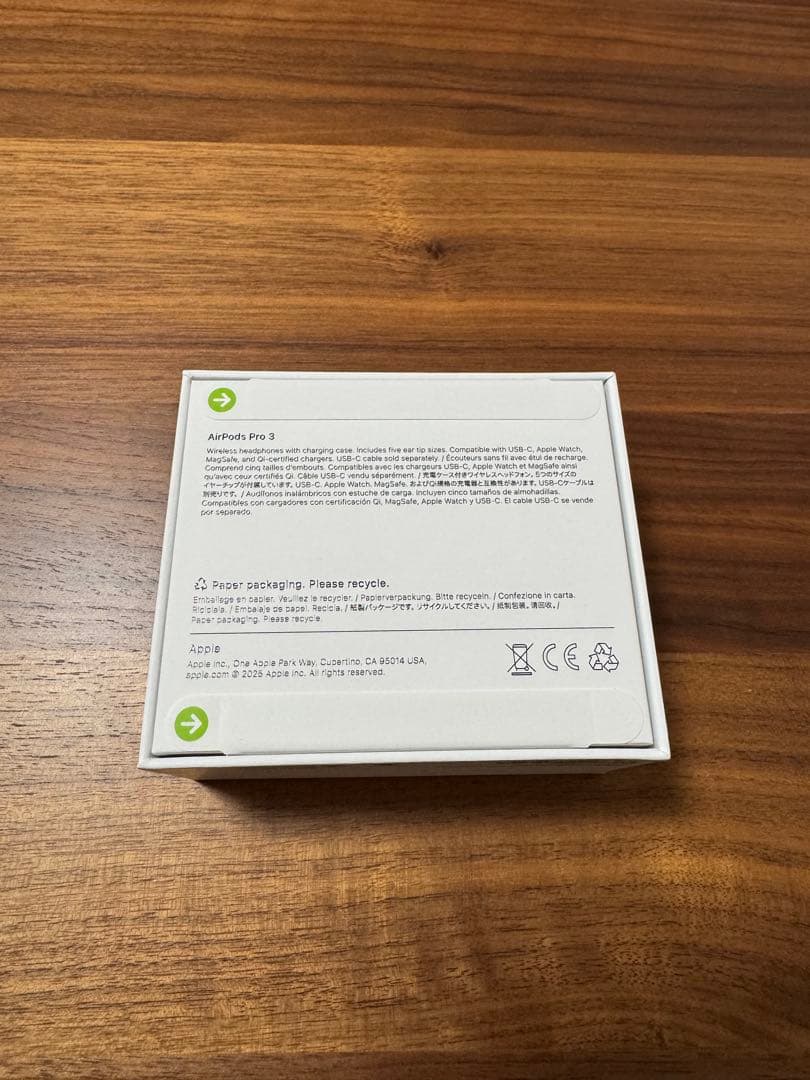 AirPods Pro 3
Wireless headphones with charging case. Includes five ear tip sizes. Compatible with USB-C, Apple Watch,
MagSafe, and Qi-certified chargers. USB-C cable sold separately. / Écouteurs sans fil avec étui de recharge.
Comprend cinq tailles d'embouts. Compatibles avec les chargeurs USB-C, Apple Watch et MagSafe ainsi
qu'avec ceux certifiés Qi. Câble USB-C vendu séparément. / 充電ケース付きワイヤレスヘッドフォン。5つのサイズの
イヤーチップが付属しています。USB-C、Apple Watch、MagSafe、およびQi規格の充電器と互換性があります。USB-Cケーブルは
別売りです。 / Audífonos inalámbricos con estuche de carga. Incluyen cinco tamaños de almohadillas.
Compatibles con cargadores con certificación Qi, MagSafe, Apple Watch y USB-C. El cable USB-C se vende
por separado.
Paper packaging. Please recycle.
Emballage en papier. Veuillez le recycler. / Papierverpackung. Bitte recyceln. / Confezione in carta.
Riciclala. / Embalaje de papel. Recicla. / 紙製パッケージです。リサイクルしてください。 / 纸制包装。请回收。 /
Paper packaging. Please recycle.
Apple
Apple Inc., One Apple Park Way, Cupertino, CA 95014 USA,
apple.com © 2025 Apple Inc. All rights reserved.
CE